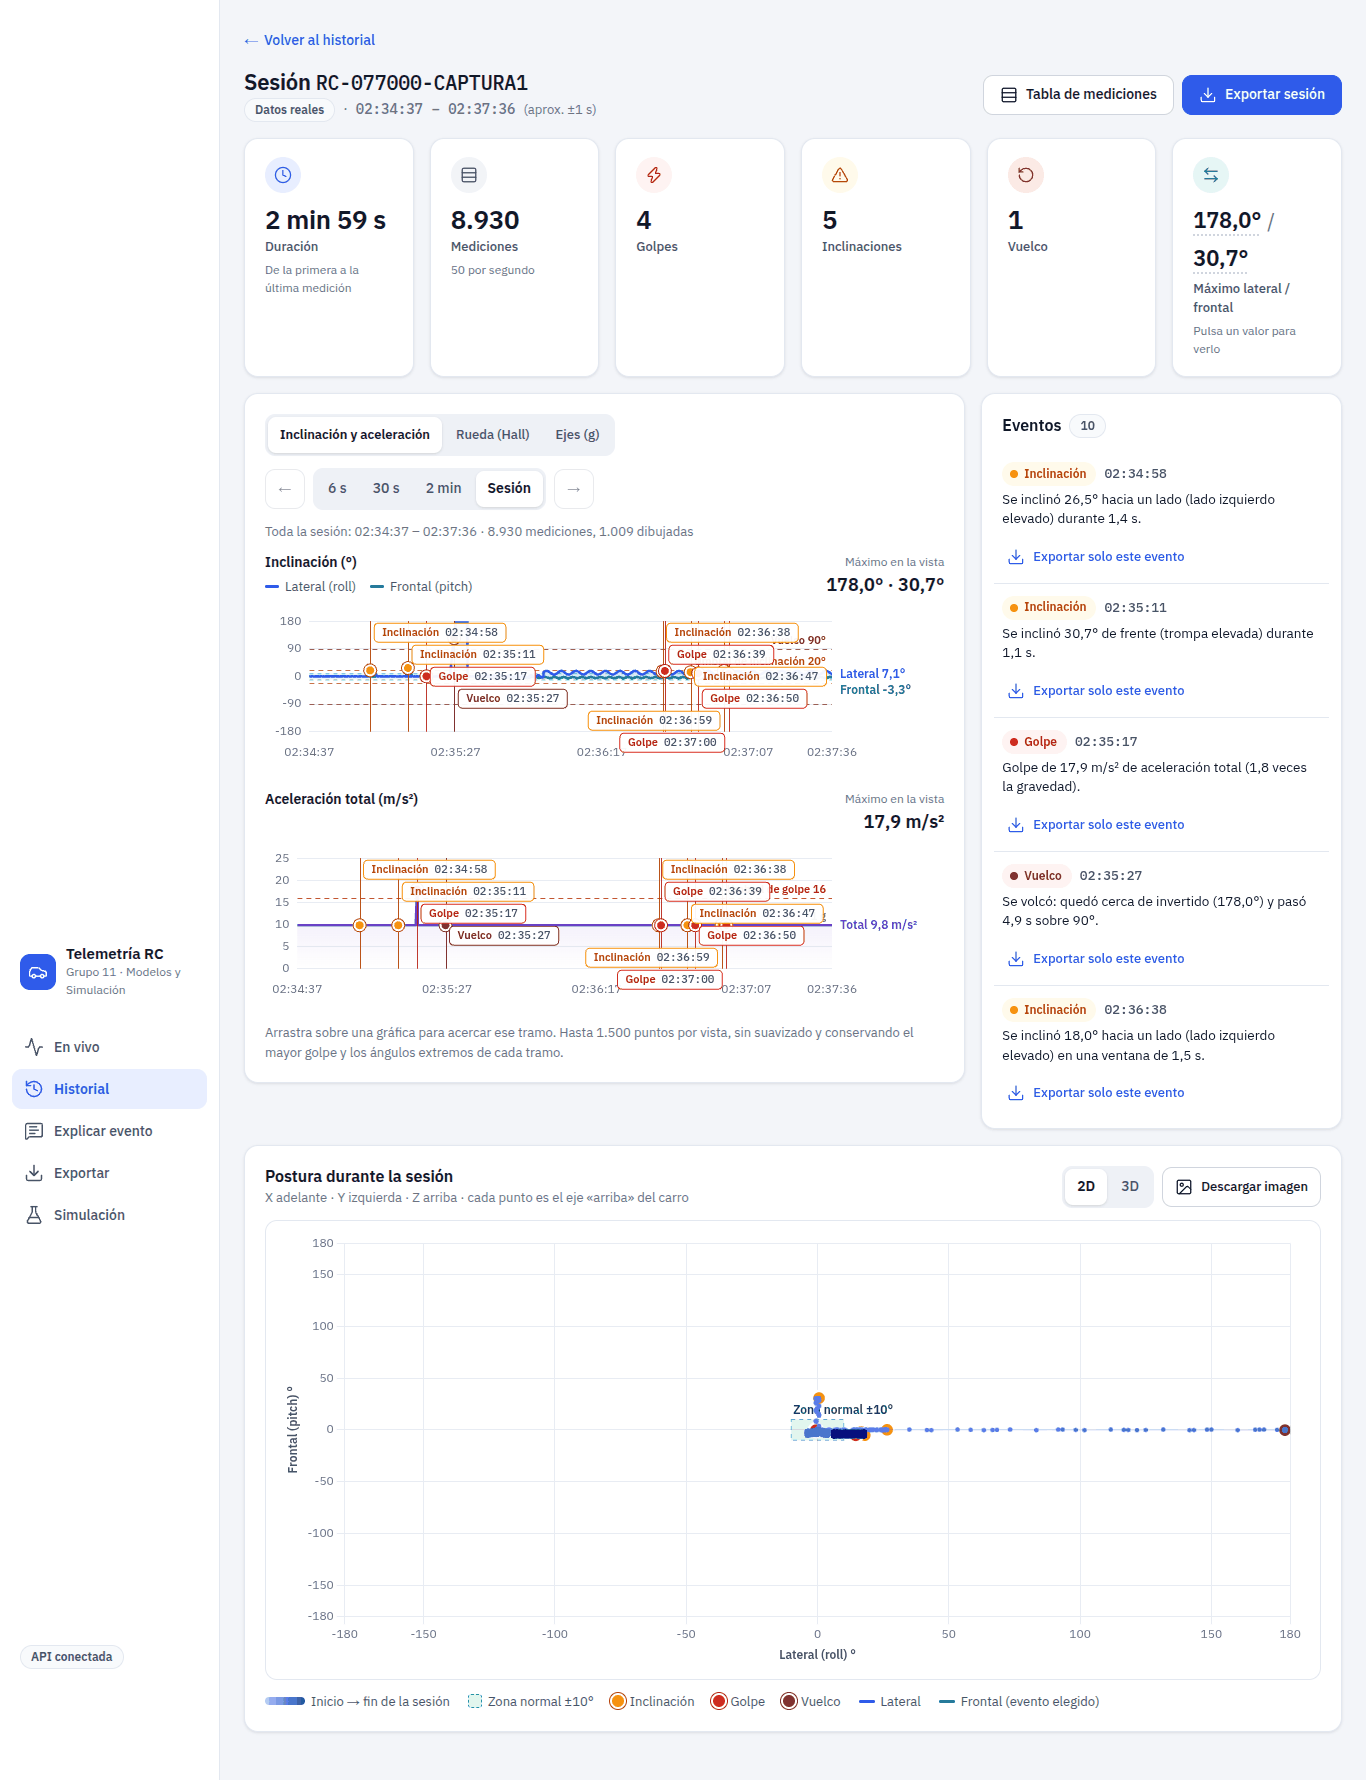 ← Volver al historial
Sesión RC-077000-CAPTURA1
Datos reales · 02:34:37 – 02:37:36 (aprox. ±1 s)
Tabla de mediciones
Exportar sesión
2 min 59 s
Duración
De la primera a la
última medición
8.930
Mediciones
50 por segundo
4
Golpes
5
Inclinaciones
1
Vuelco
178,0° /
30,7°
Máximo lateral /
frontal
Pulsa un valor para
verlo
Inclinación y aceleración
Rueda (Hall)
Ejes (g)
←
6 s
30 s
2 min
Sesión
→
Toda la sesión: 02:34:37 – 02:37:36 · 8.930 mediciones, 1.009 dibujadas
Inclinación (°)
Lateral (roll)
Frontal (pitch)
Máximo en la vista
178,0° · 30,7°
180
90
0
-90
-180
Inclinación 02:34:58
Inclinación 02:35:11
Golpe 02:35:17
Vuelco 02:35:27
Inclinación 02:36:38
Golpe 02:36:39
Inclinación 02:36:47
Golpe 02:36:50
Inclinación 02:36:59
Golpe 02:37:00
90°
20°
Lateral 7,1°
Frontal -3,3°
02:34:37
02:35:27
02:36:17
02:37:07
02:37:36
Aceleración total (m/s²)
Máximo en la vista
17,9 m/s²
25
20
15
10
5
0
Inclinación 02:34:58
Inclinación 02:35:11
Golpe 02:35:17
Vuelco 02:35:27
Inclinación 02:36:38
Golpe 02:36:39
Inclinación 02:36:47
Golpe 02:36:50
Inclinación 02:36:59
Golpe 02:37:00
de golpe 16
Total 9,8 m/s²
02:34:37
02:35:27
02:36:17
02:37:07
02:37:36
Arrastra sobre una gráfica para acercar ese tramo. Hasta 1.500 puntos por vista, sin suavizado y conservando el
mayor golpe y los ángulos extremos de cada tramo.
Eventos 10
Inclinación 02:34:58
Se inclinó 26,5° hacia un lado (lado izquierdo
elevado) durante 1,4 s.
Exportar solo este evento
Inclinación 02:35:11
Se inclinó 30,7° de frente (trompa elevada) durante
1,1 s.
Exportar solo este evento
Golpe 02:35:17
Golpe de 17,9 m/s² de aceleración total (1,8 veces
la gravedad).
Exportar solo este evento
Vuelco 02:35:27
Se volcó: quedó cerca de invertido (178,0°) y pasó
4,9 s sobre 90°.
Exportar solo este evento
Inclinación 02:36:38
Se inclinó 18,0° hacia un lado (lado izquierdo
elevado) en una ventana de 1,5 s.
Exportar solo este evento
Telemetría RC
Grupo 11 · Modelos y
Simulación
En vivo
Historial
Explicar evento
Exportar
Simulación
API conectada
Postura durante la sesión
X adelante · Y izquierda · Z arriba · cada punto es el eje «arriba» del carro
2D
3D
Descargar imagen
Frontal (pitch) °
180
150
100
50
0
-50
-100
-150
-180
Zona normal ±10°
-180
-150
-100
-50
0
50
100
150
180
Lateral (roll) °
Inicio → fin de la sesión
Zona normal ±10°
Inclinación
Golpe
Vuelco
Lateral
Frontal (evento elegido)